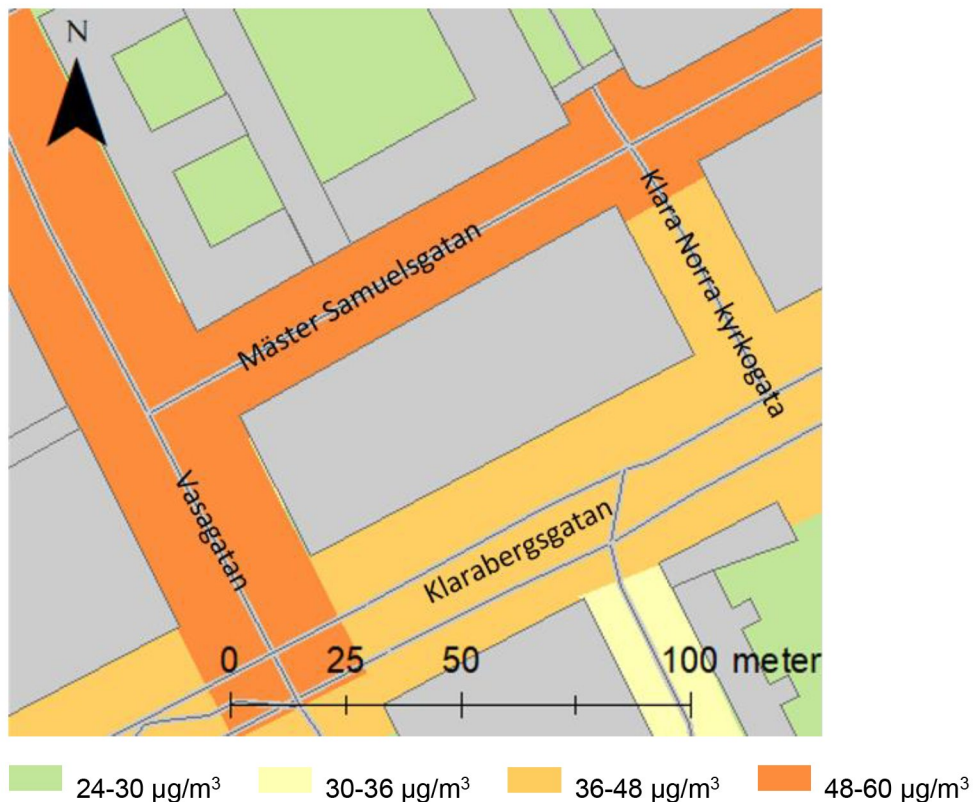 N
Klara Norra kyrkogata
Mäster Samuelsgatan
Vasagatan
Klarabergsgatan
0 25 50 100 meter
24-30 µg/m³ 30-36 µg/m³ 36-48 µg/m³ 48-60 µg/m³